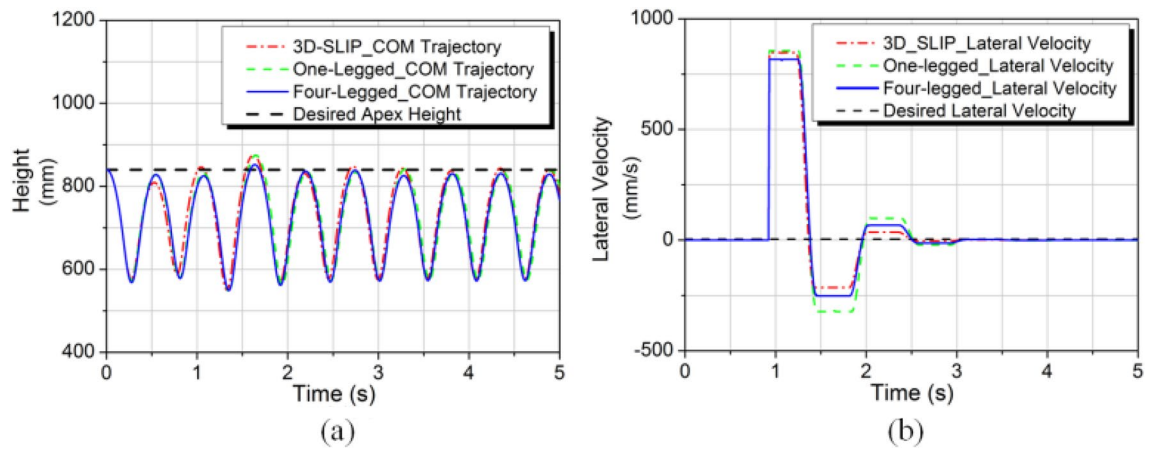 1200
1000
800
600
400
Height
(mm)
3D-SLIP_COM Trajectory
One-Legged_COM Trajectory
Four-Legged_COM Trajectory
Desired Apex Height
0 1 2 3 4 5
Time (s)
(a)
1000
500
0
-500
Lateral Velocity
(mm/s)
3D_SLIP_Lateral Velocity
One-legged_Lateral Velocity
Four-legged_Lateral Velocity
Desired Lateral Velocity
0 1 2 3 4 5
Time (s)
(b)